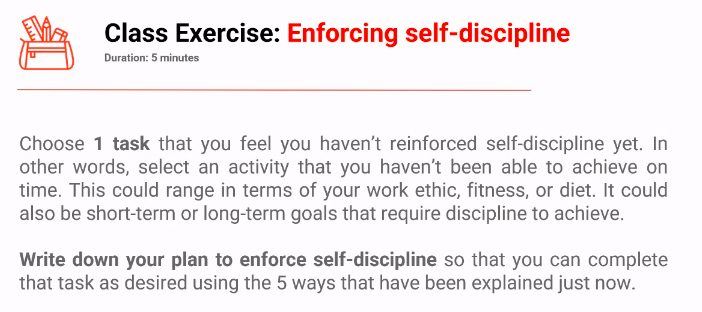 Class Exercise: Enforcing self-discipline
Duration: 5 minutes
Choose 1 task that you feel you haven’t reinforced self-discipline yet. In
other words, select an activity that you haven’t been able to achieve on
time. This could range in terms of your work ethic, fitness, or diet. It could
also be short-term or long-term goals that require discipline to achieve.
Write down your plan to enforce self-discipline so that you can complete
that task as desired using the 5 ways that have been explained just now.